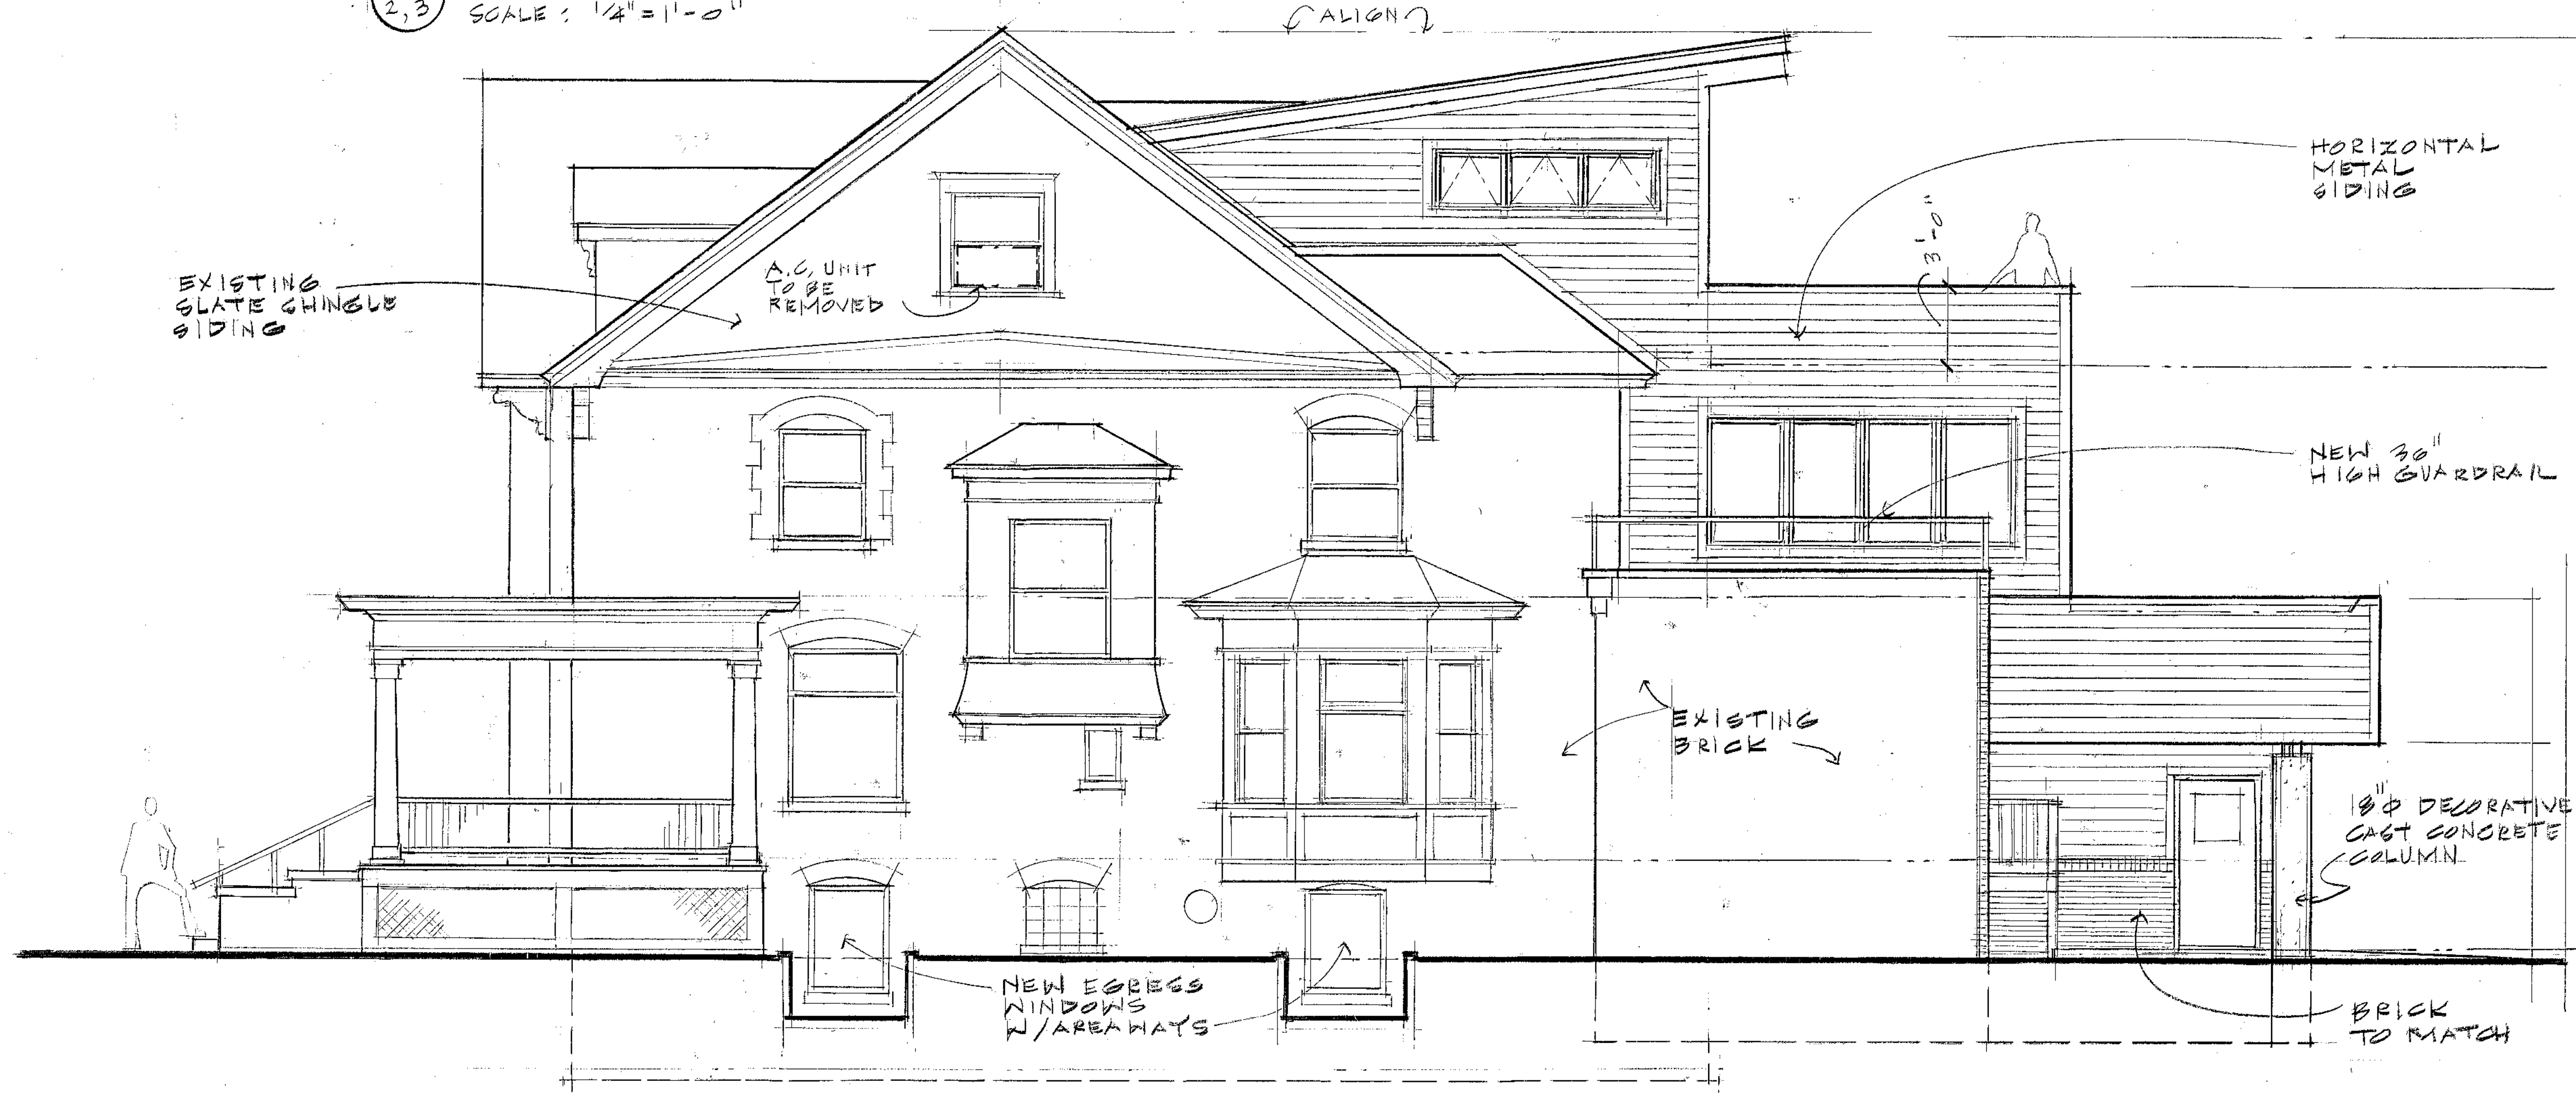 2,3
SCALE: 1/4" = 1'-0"
ALIGN
HORIZONTAL
METAL
SIDING
3'-0"
EXISTING
SLATE SHINGLE
SIDING
A.C. UNIT
TO BE
REMOVED
NEW 36"
HIGH GUARDRAIL
EXISTING
BRICK
18"⌀ DECORATIVE
CAST CONCRETE
COLUMN
NEW EGRESS
WINDOWS
W/AREAWAYS
BRICK
TO MATCH